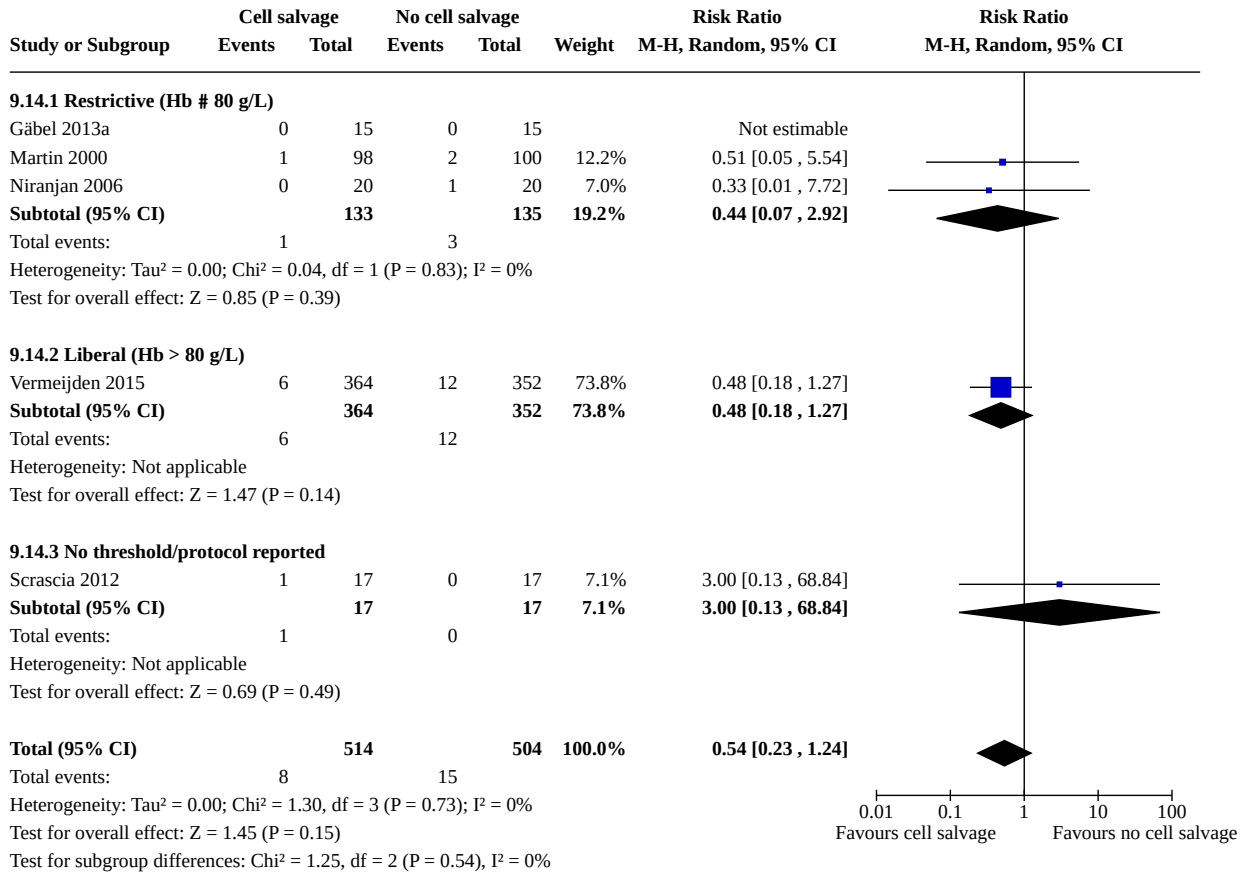 Cell salvage No cell salvage Risk Ratio Risk Ratio
Study or Subgroup Events Total Events Total Weight M-H, Random, 95% CI M-H, Random, 95% CI
9.14.1 Restrictive (Hb # 80 g/L)
Gäbel 2013a 0 15 0 15 Not estimable
Martin 2000 1 98 2 100 12.2% 0.51 [0.05 , 5.54]
Niranjan 2006 0 20 1 20 7.0% 0.33 [0.01 , 7.72]
Subtotal (95% CI) 133 135 19.2% 0.44 [0.07 , 2.92]
Total events: 1 3
Heterogeneity: Tau² = 0.00; Chi² = 0.04, df = 1 (P = 0.83); I² = 0%
Test for overall effect: Z = 0.85 (P = 0.39)
9.14.2 Liberal (Hb > 80 g/L)
Vermeijden 2015 6 364 12 352 73.8% 0.48 [0.18 , 1.27]
Subtotal (95% CI) 364 352 73.8% 0.48 [0.18 , 1.27]
Total events: 6 12
Heterogeneity: Not applicable
Test for overall effect: Z = 1.47 (P = 0.14)
9.14.3 No threshold/protocol reported
Scrascia 2012 1 17 0 17 7.1% 3.00 [0.13 , 68.84]
Subtotal (95% CI) 17 17 7.1% 3.00 [0.13 , 68.84]
Total events: 1 0
Heterogeneity: Not applicable
Test for overall effect: Z = 0.69 (P = 0.49)
Total (95% CI) 514 504 100.0% 0.54 [0.23 , 1.24]
Total events: 8 15
Heterogeneity: Tau² = 0.00; Chi² = 1.30, df = 3 (P = 0.73); I² = 0%
0.01 0.1 1 10 100
Test for overall effect: Z = 1.45 (P = 0.15)
Favours cell salvage Favours no cell salvage
Test for subgroup differences: Chi² = 1.25, df = 2 (P = 0.54), I² = 0%